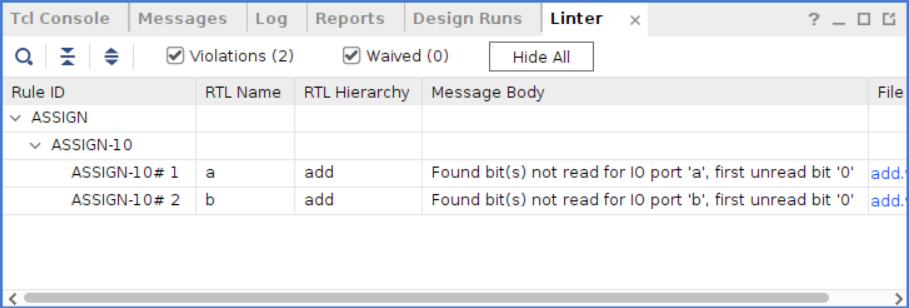 Tcl Console Messages Log Reports Design Runs Linter × ? _
Violations (2) Waived (0) Hide All
Rule ID RTL Name RTL Hierarchy Message Body File
ASSIGN
ASSIGN-10
ASSIGN-10# 1 a add Found bit(s) not read for IO port 'a', first unread bit '0' add.
ASSIGN-10# 2 b add Found bit(s) not read for IO port 'b', first unread bit '0' add.